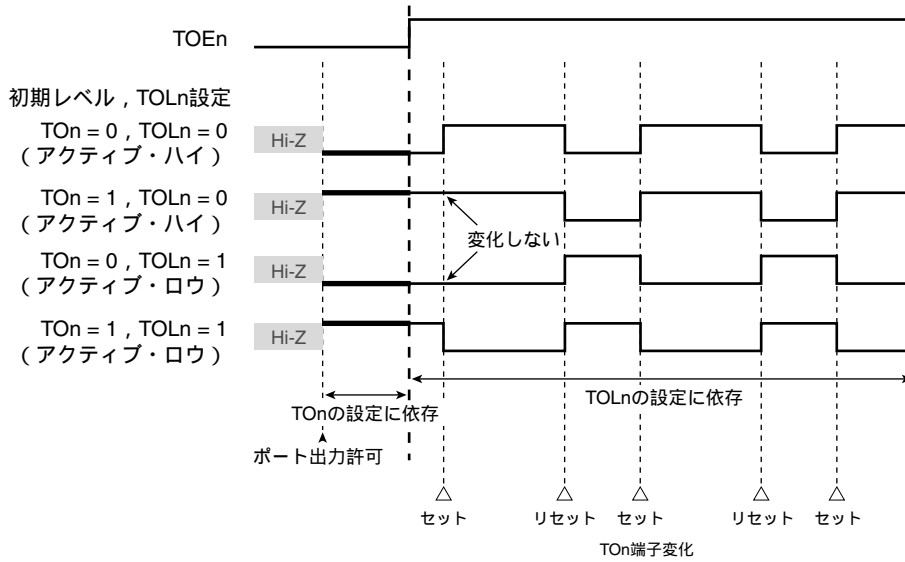 TOEn
初期レベル , TOLn設定
TOn = 0 , TOLn = 0
( アクティブ・ハイ )
Hi-Z
TOn = 1 , TOLn = 0
( アクティブ・ハイ )
Hi-Z
変化しない
TOn = 0 , TOLn = 1
( アクティブ・ロウ )
Hi-Z
TOn = 1 , TOLn = 1
( アクティブ・ロウ )
Hi-Z
TOnの設定に依存
TOLnの設定に依存
ポート出力許可
セット
リセット
セット
リセット
セット
TOn端子変化